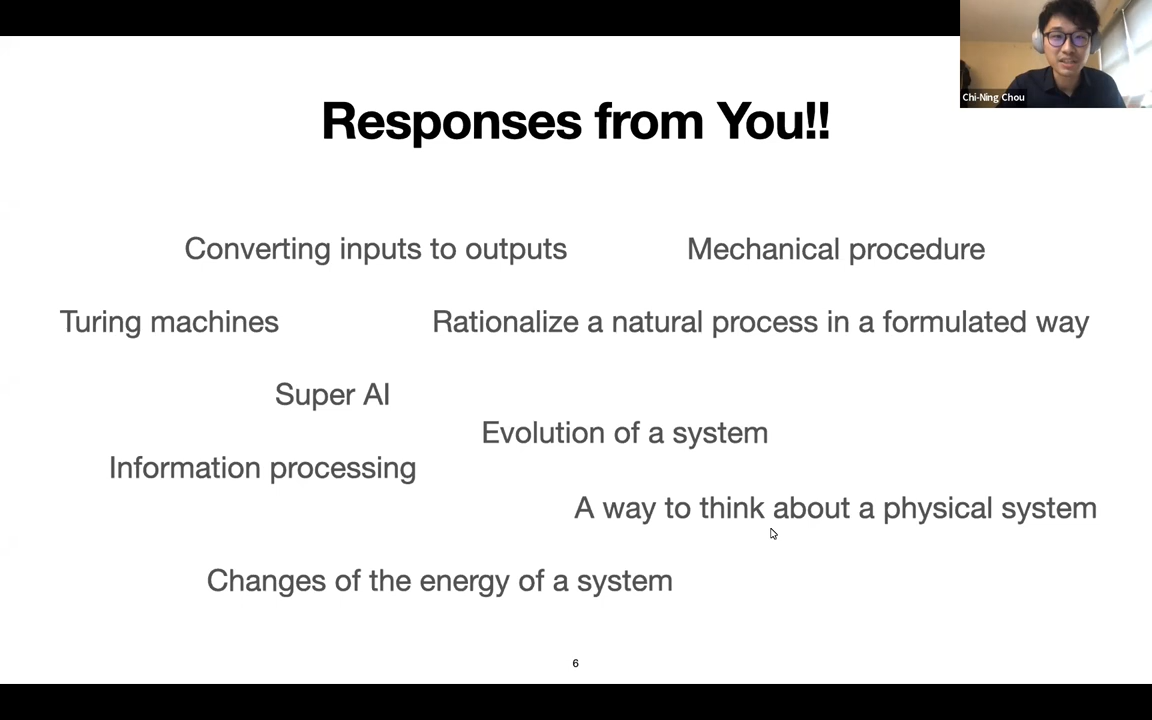 Chi-Ning Chou
Responses from You!!
Converting inputs to outputs
Mechanical procedure
Turing machines
Rationalize a natural process in a formulated way
Super AI
Evolution of a system
Information processing
A way to think about a physical system
Changes of the energy of a system
6